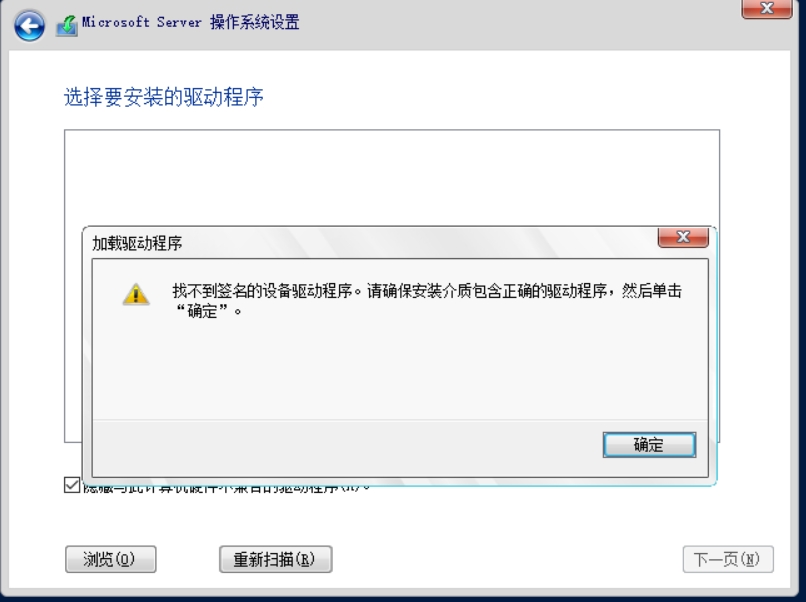 Microsoft Server 操作系统设置
选择要安装的驱动程序
加载驱动程序
找不到签名的设备驱动程序。请确保安装介质包含正确的驱动程序，然后单击
“确定”。
确定
隐藏与此计算机硬件不兼容的驱动程序(H)。
浏览(O)
重新扫描(R)
下一页(N)